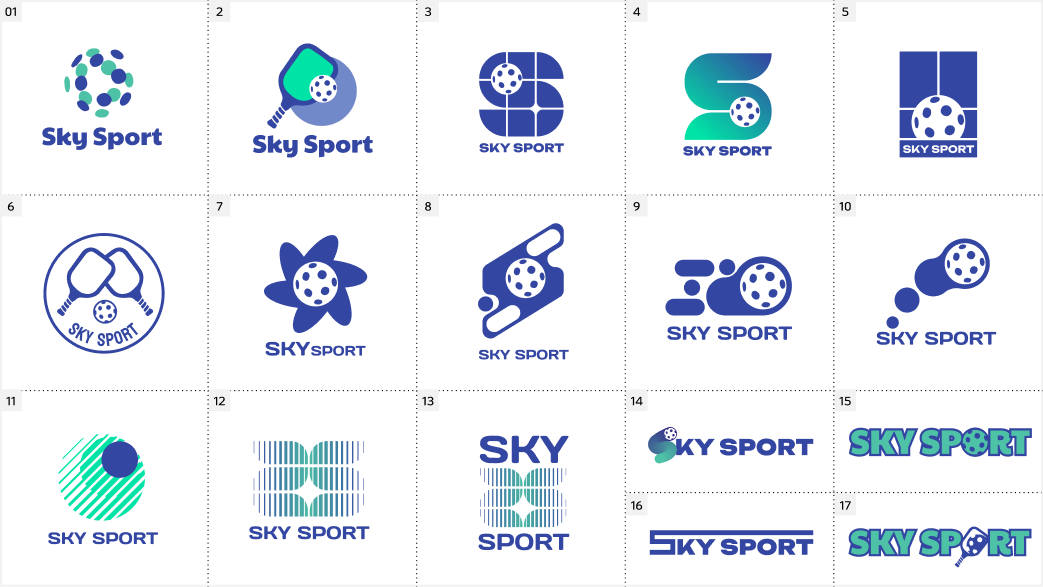 01
Sky Sport
2
Sky Sport
3
SKY SPORT
4
SKY SPORT
5
SKY SPORT
6
SKY SPORT
7
SKY SPORT
8
SKY SPORT
9
SKY SPORT
10
SKY SPORT
11
SKY SPORT
12
SKY SPORT
13
SKY
SPORT
14
SKY SPORT
15
SKY SPORT
16
SKY SPORT
17
SKY SPORT